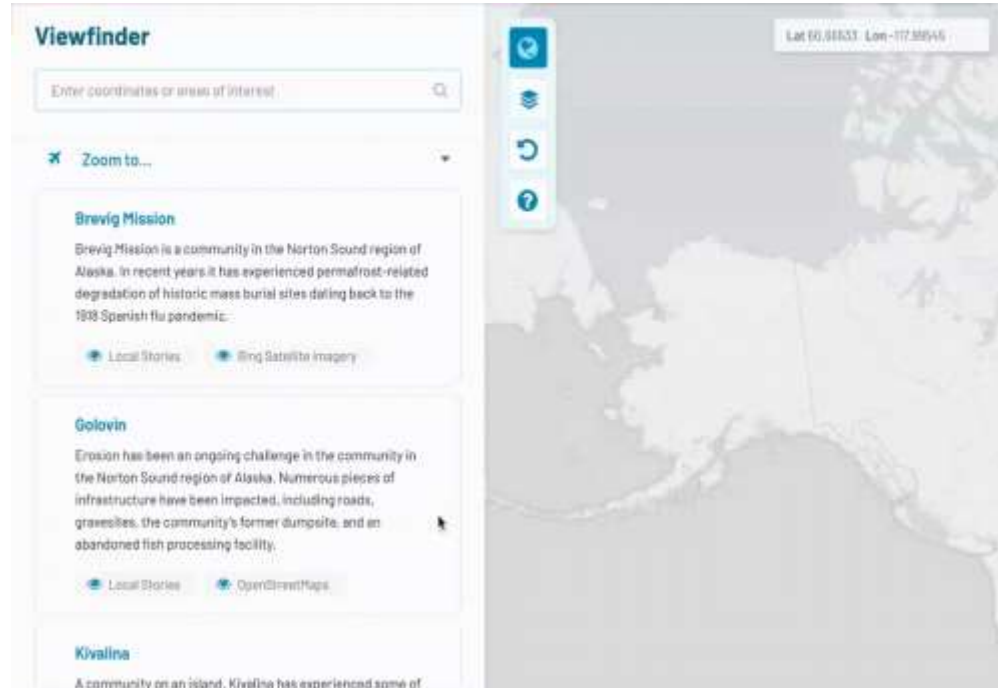 Viewfinder
Enter coordinates or areas of interest
Zoom to...
Brevig Mission
Brevig Mission is a community in the Norton Sound region of
Alaska. In recent years it has experienced permafrost-related
degradation of historic mass burial sites dating back to the
1918 Spanish flu pandemic.
Local Stories
Bing Satellite Imagery
Golovin
Erosion has been an ongoing challenge in the community in
the Norton Sound region of Alaska. Numerous pieces of
infrastructure have been impacted, including roads,
gravesites, the community's former dumpsite, and an
abandoned fish processing facility.
Local Stories
OpenStreetMaps
Kivalina
A community on an island, Kivalina has experienced some of
Lat Lon